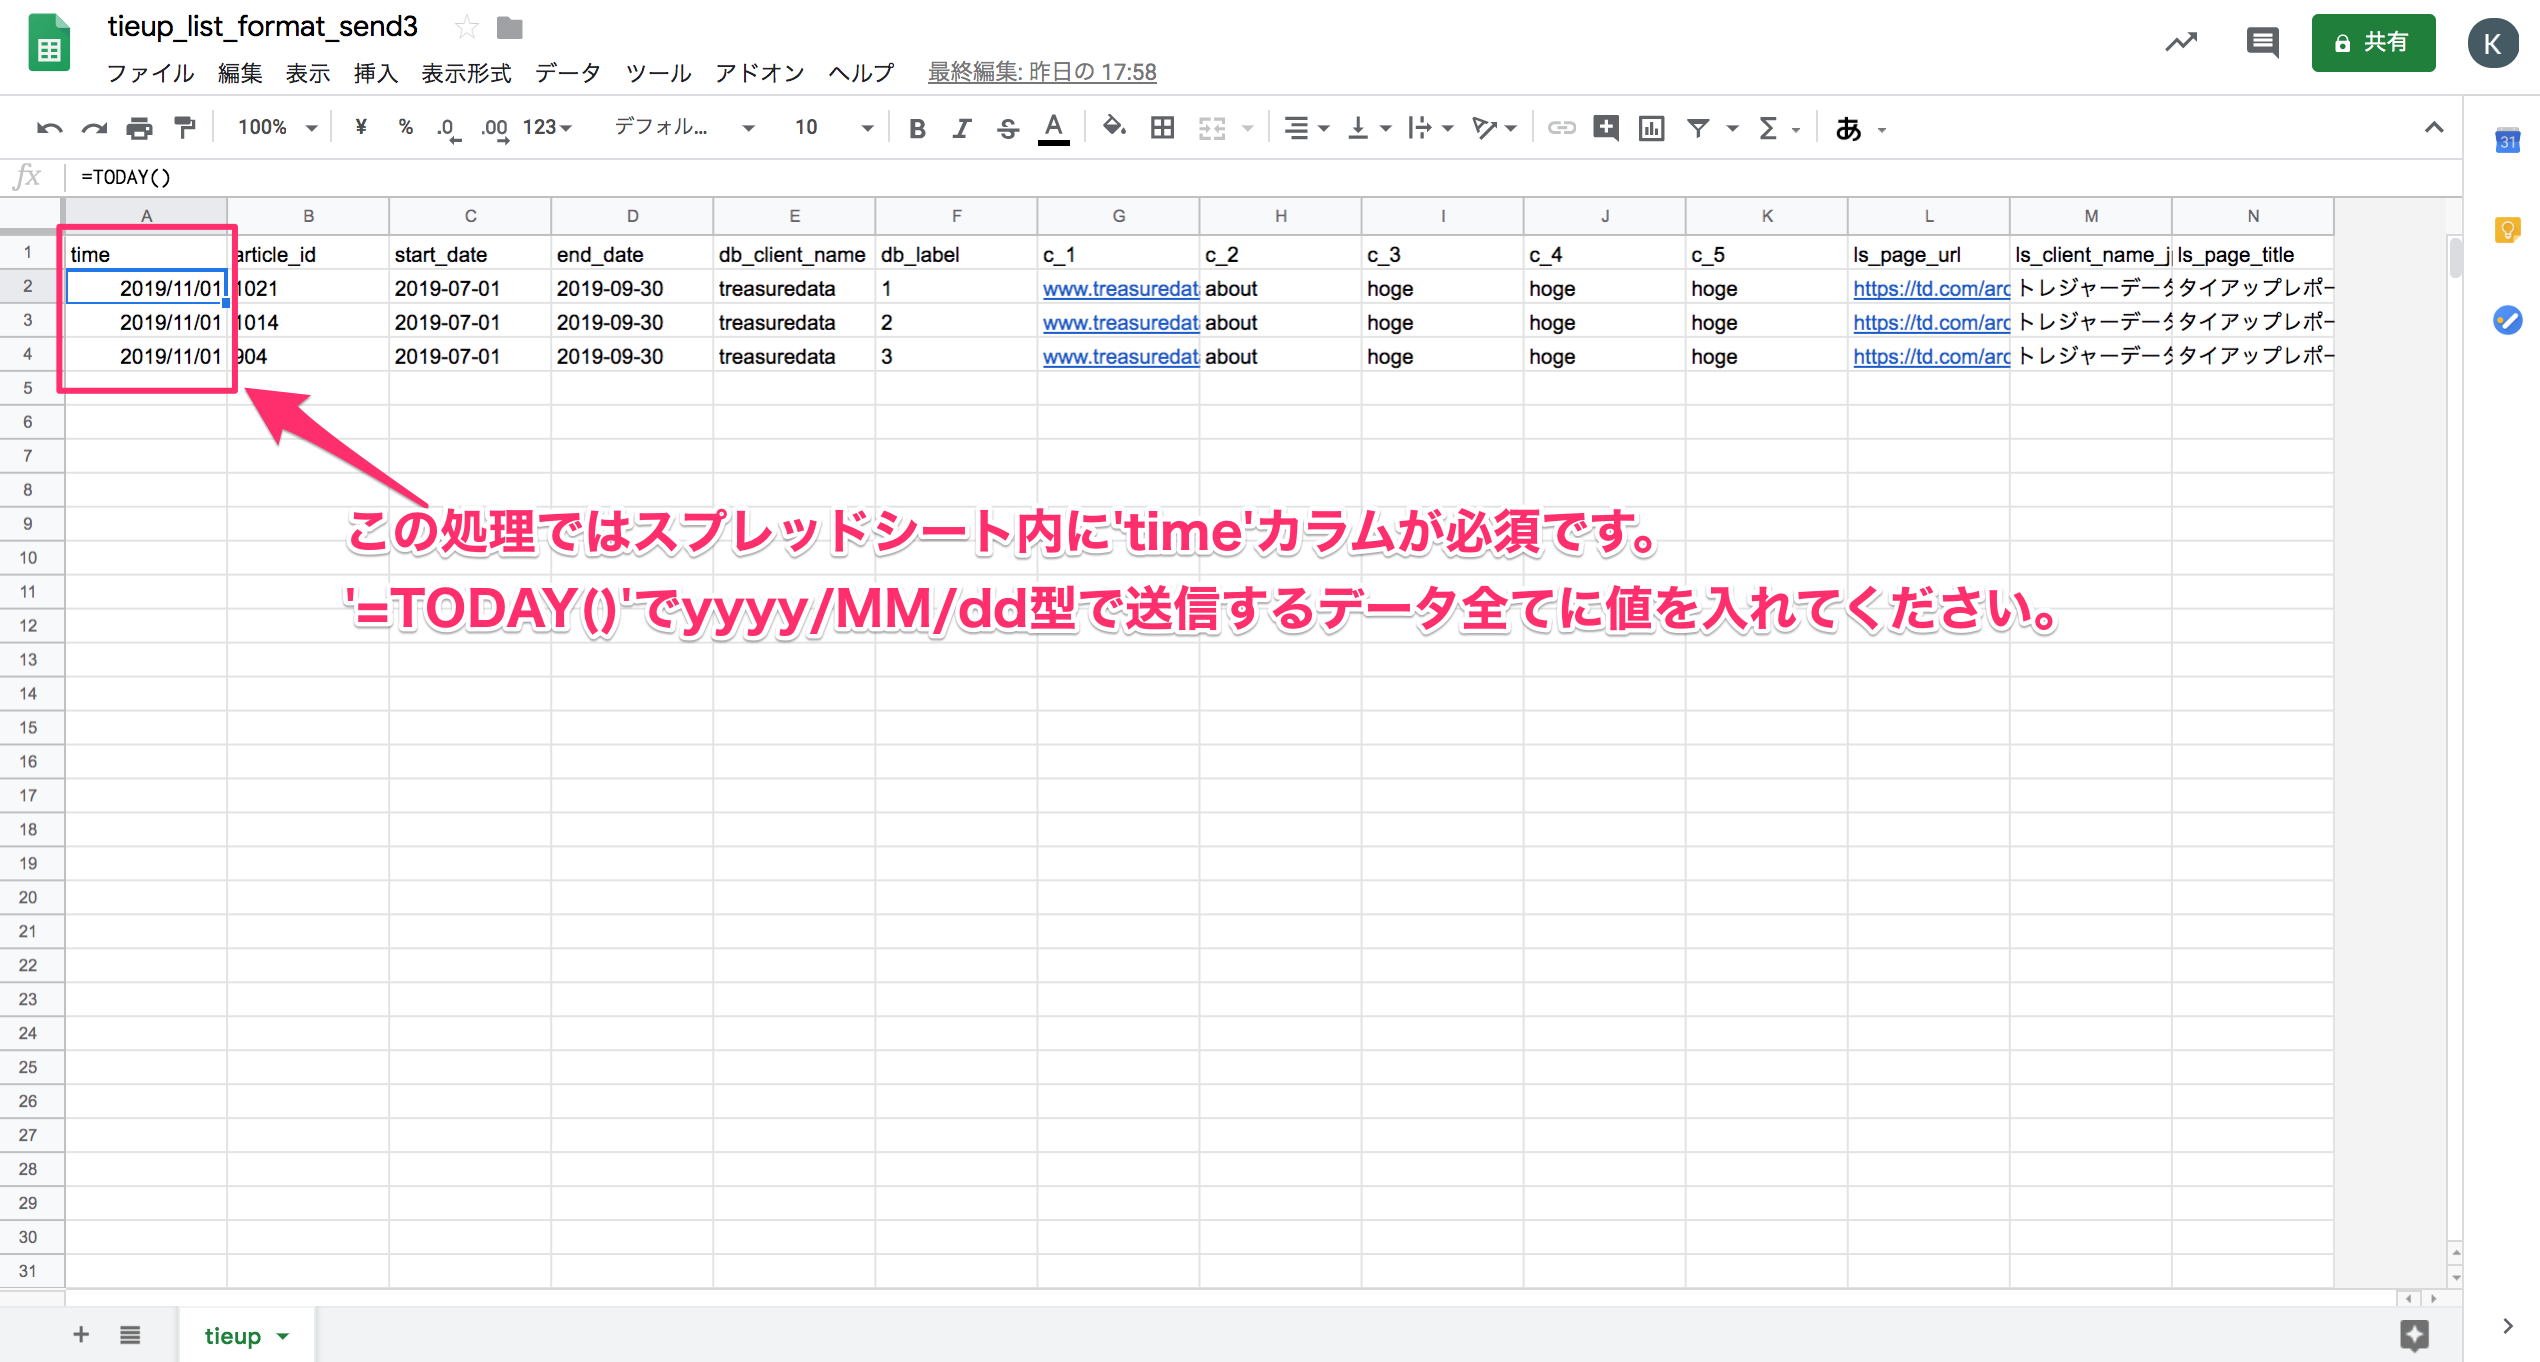 tieup_list_format_send3
ファイル 編集 表示 挿入 表示形式 データ ツール アドオン ヘルプ 最終編集: 昨日の 17:58
共有
K
100% ¥ % .0 .00 123 デフォル... 10 B I S A Σ あ
31
fx =TODAY()
A B C D E F G H I J K L M N
1 time article_id start_date end_date db_client_name db_label c_1 c_2 c_3 c_4 c_5 ls_page_url ls_client_name_j ls_page_title
2 2019/11/01 1021 2019-07-01 2019-09-30 treasuredata 1 www.treasuredat about hoge hoge hoge https://td.com/arc トレジャーデータ タイアップレポー
3 2019/11/01 1014 2019-07-01 2019-09-30 treasuredata 2 www.treasuredat about hoge hoge hoge https://td.com/arc トレジャーデータ タイアップレポー
4 2019/11/01 904 2019-07-01 2019-09-30 treasuredata 3 www.treasuredat about hoge hoge hoge https://td.com/arc トレジャーデータ タイアップレポー
5
6
7
8
9
この処理ではスプレッドシート内に'time'カラムが必須です。
10
11
'=TODAY()'でyyyy/MM/dd型で送信するデータ全てに値を入れてください。
12
13
14
15
16
17
18
19
20
21
22
23
24
25
26
27
28
29
30
31
tieup